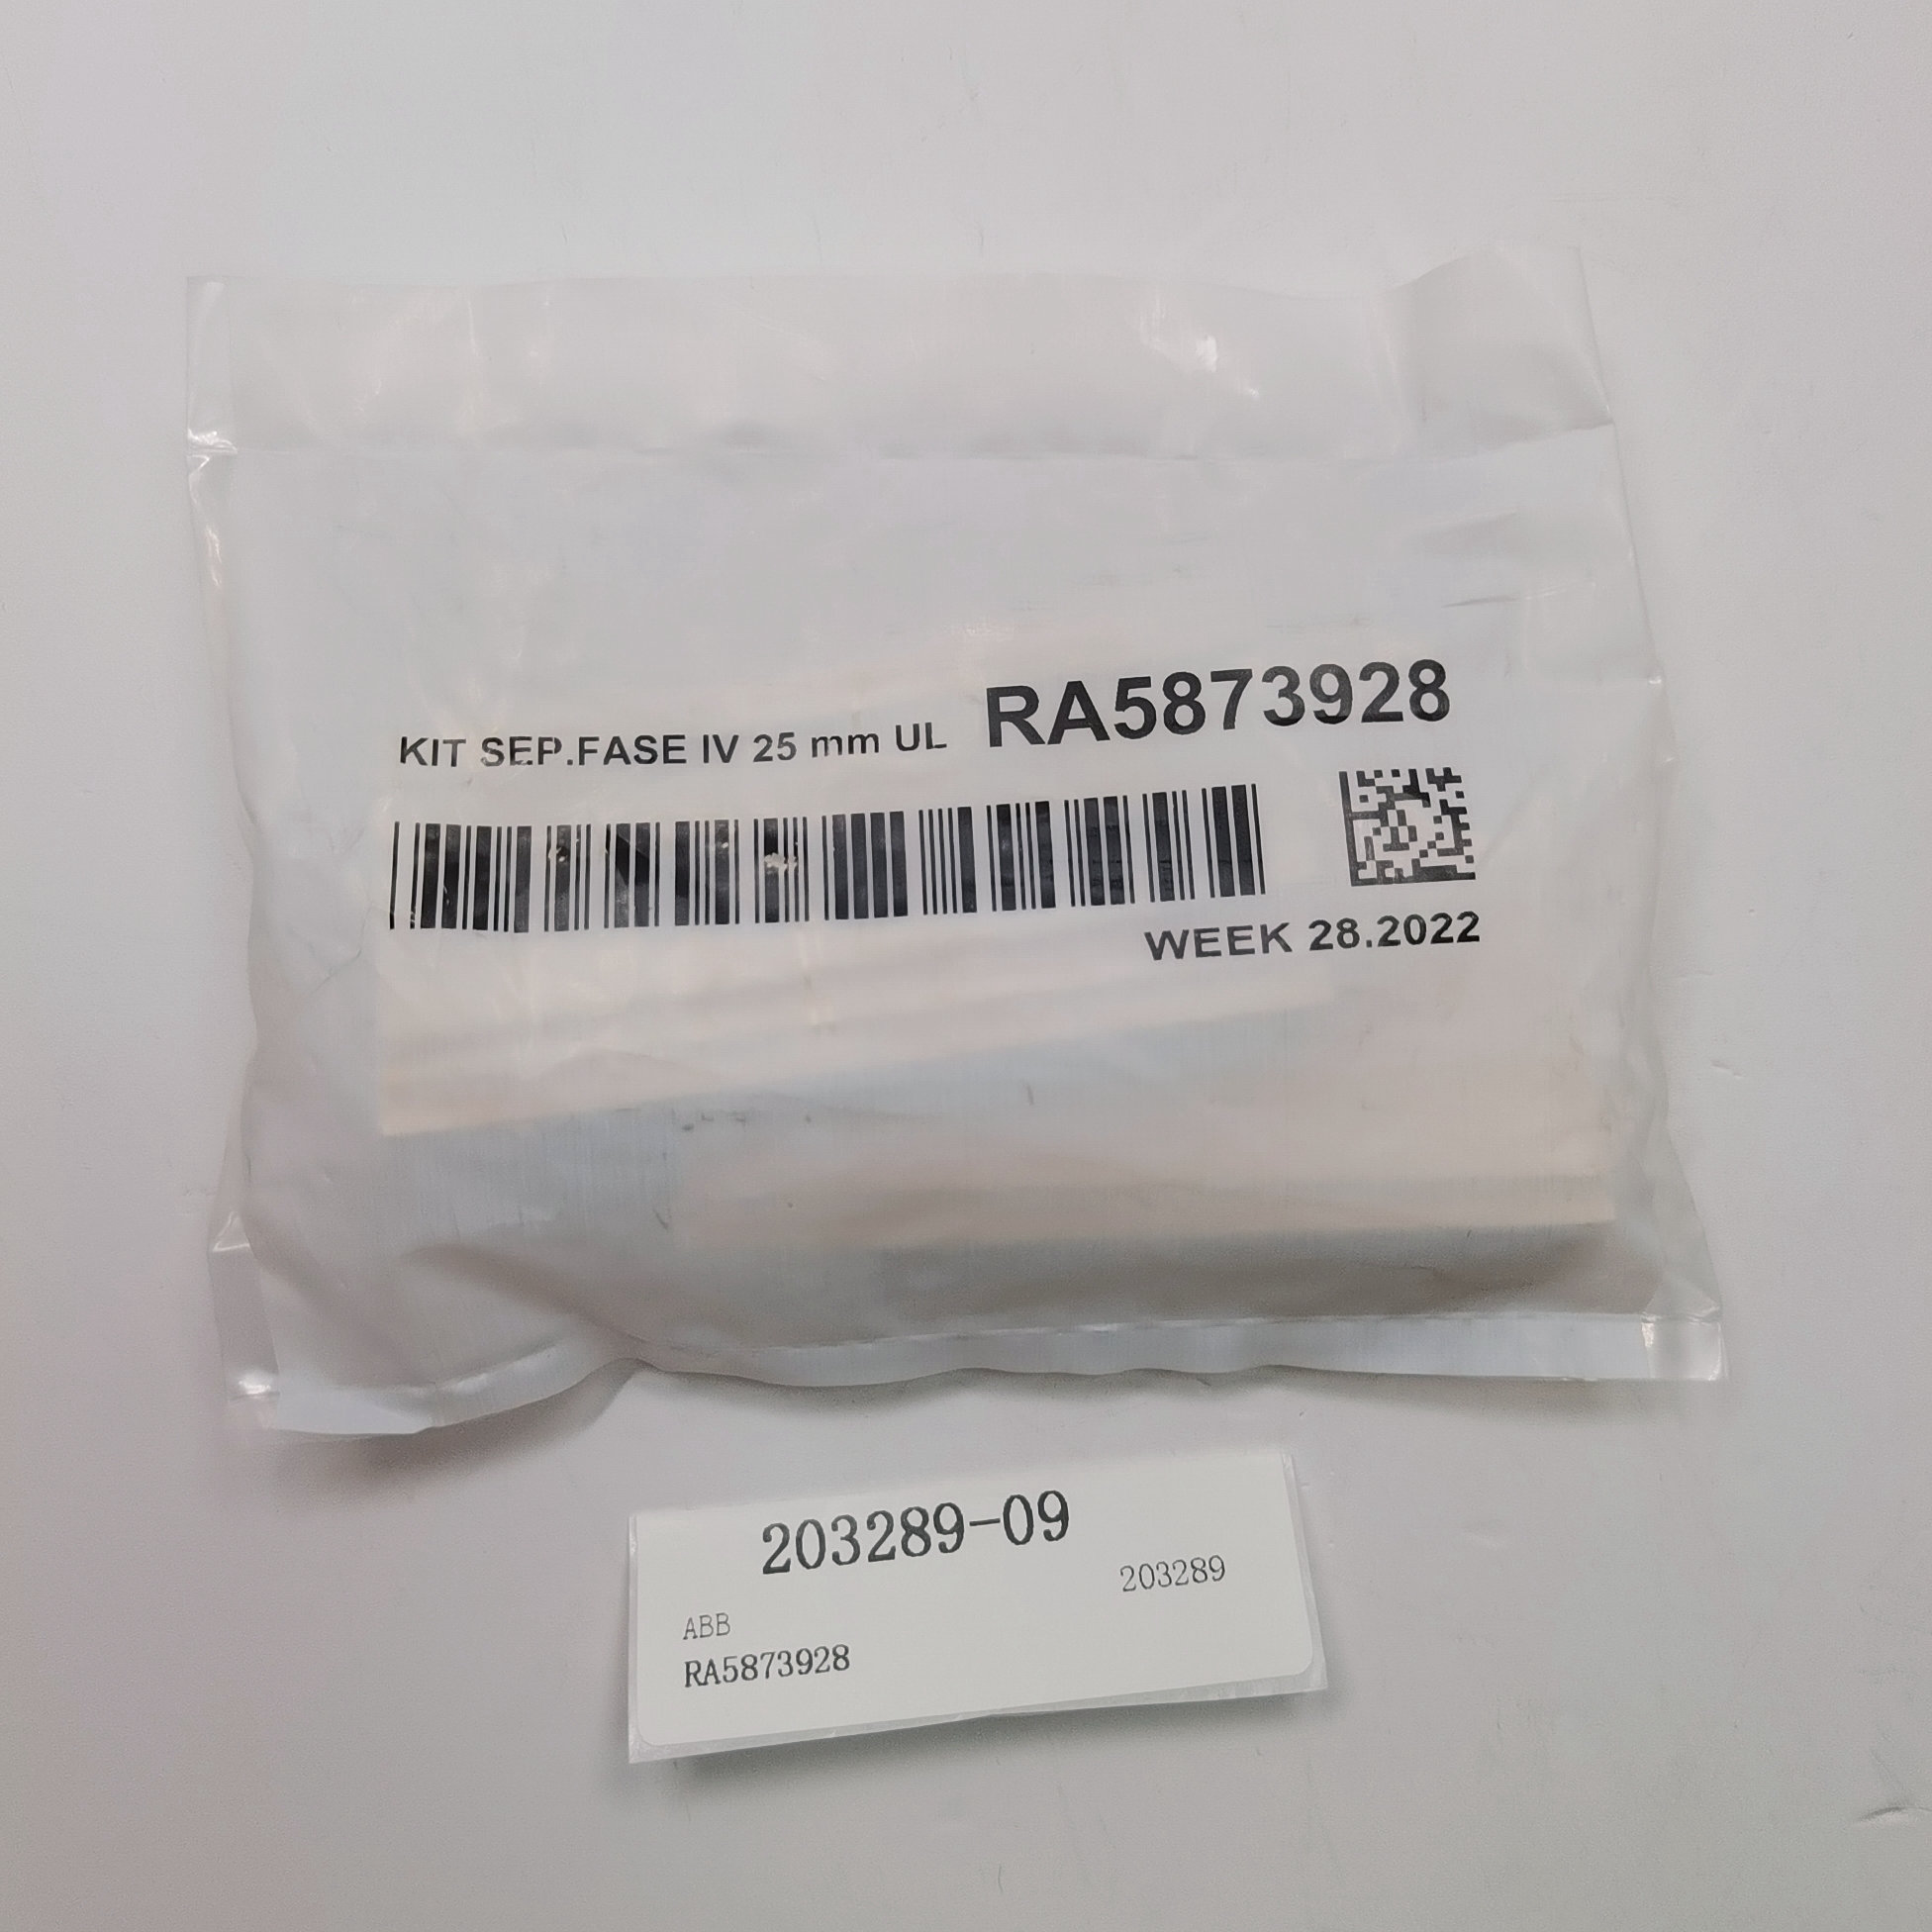 KIT SEP.FASE IV 25 mm UL RA5873928
WEEK 28.2022
203289-09
203289
ABB
RA5873928